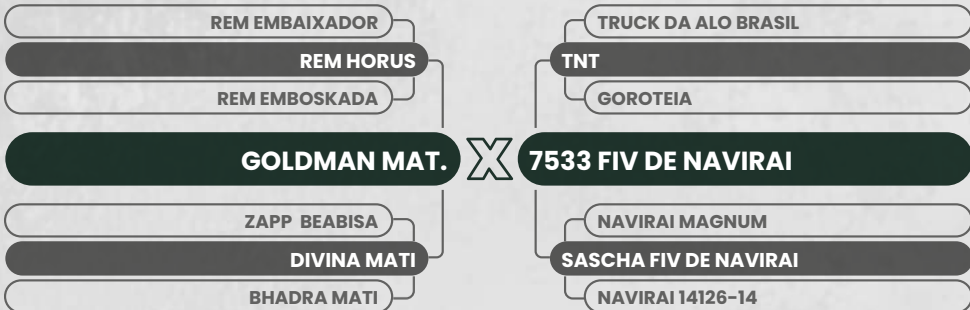 REM EMBAIXADOR
REM HORUS
REM EMBOSKADA
GOLDMAN MAT.
ZAPP BEABISA
DIVINA MATI
BHADRA MATI
X
TRUCK DA ALO BRASIL
TNT
GOROTEIA
7533 FIV DE NAVIRAI
NAVIRAI MAGNUM
SASCHA FIV DE NAVIRAI
NAVIRAI 14126-14